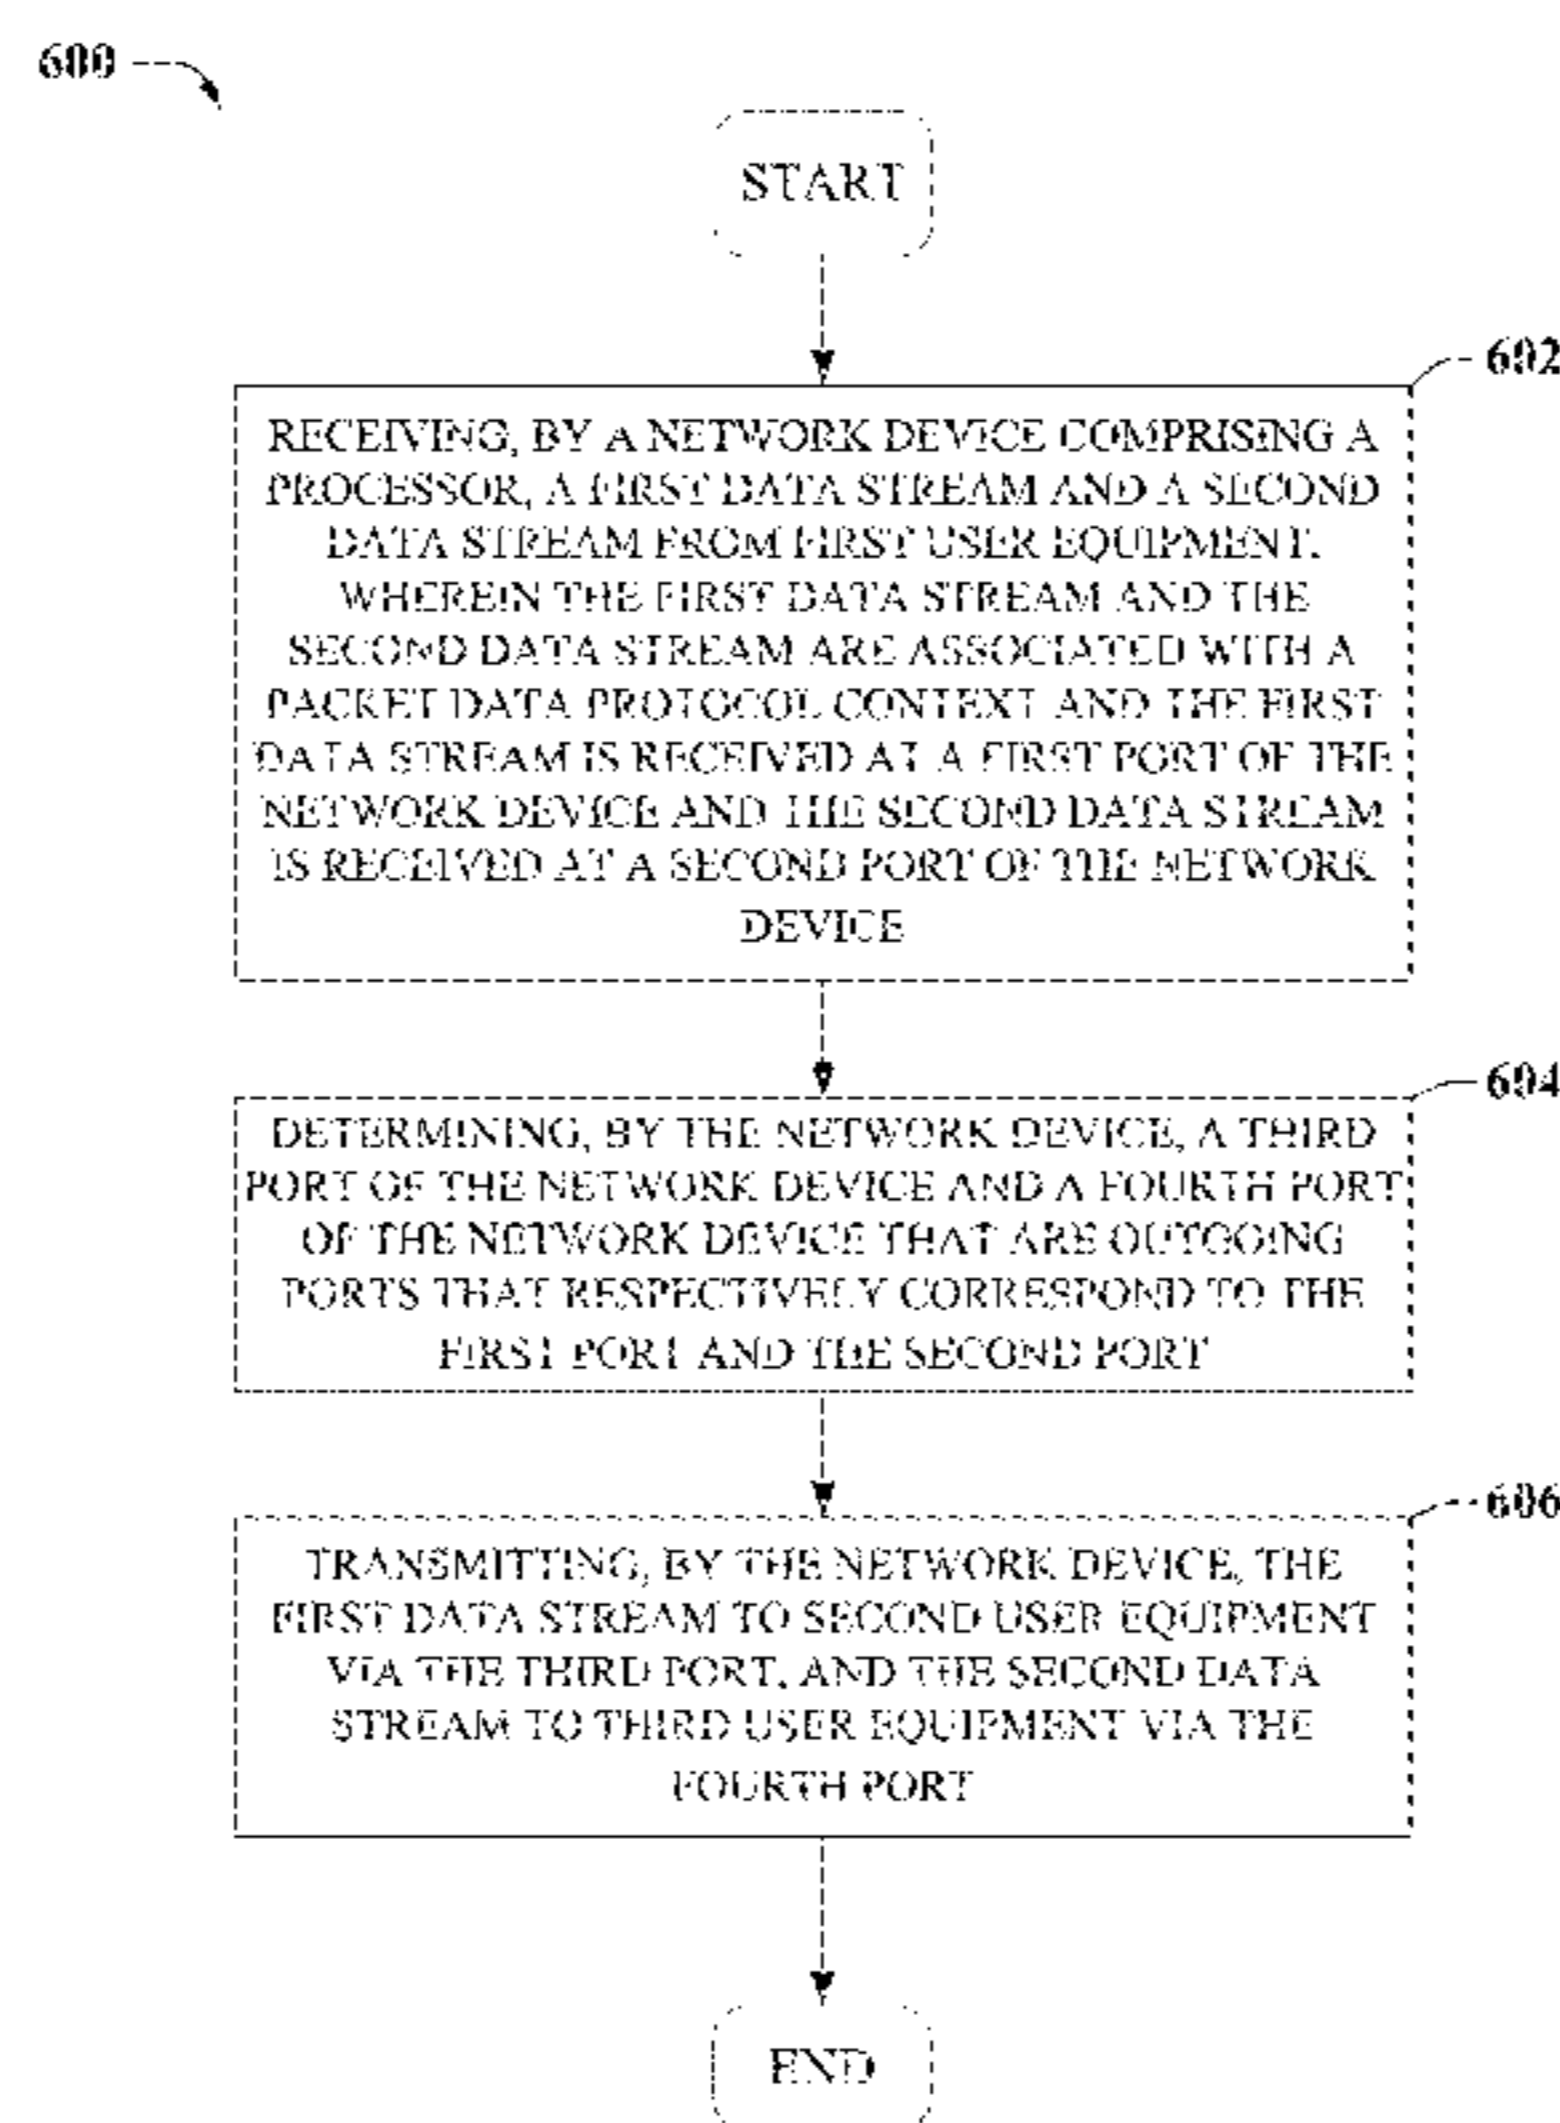 600
START
602
RECEIVING, BY A NETWORK DEVICE COMPRISING A
PROCESSOR, A FIRST DATA STREAM AND A SECOND
DATA STREAM FROM FIRST USER EQUIPMENT,
WHEREIN THE FIRST DATA STREAM AND THE
SECOND DATA STREAM ARE ASSOCIATED WITH A
PACKET DATA PROTOCOL CONTEXT AND THE FIRST
DATA STREAM IS RECEIVED AT A FIRST PORT OF THE
NETWORK DEVICE AND THE SECOND DATA STREAM
IS RECEIVED AT A SECOND PORT OF THE NETWORK
DEVICE
604
DETERMINING, BY THE NETWORK DEVICE, A THIRD
PORT OF THE NETWORK DEVICE AND A FOURTH PORT
OF THE NETWORK DEVICE THAT ARE OUTGOING
PORTS THAT RESPECTIVELY CORRESPOND TO THE
FIRST PORT AND THE SECOND PORT
606
TRANSMITTING, BY THE NETWORK DEVICE, THE
FIRST DATA STREAM TO SECOND USER EQUIPMENT
VIA THE THIRD PORT, AND THE SECOND DATA
STREAM TO THIRD USER EQUIPMENT VIA THE
FOURTH PORT
END